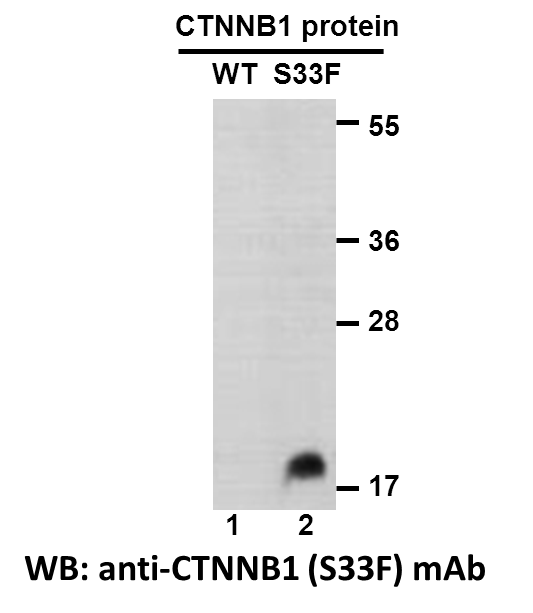 CTNNB1 protein
WT S33F
55
36
28
17
1 2
WB: anti-CTNNB1 (S33F) mAb